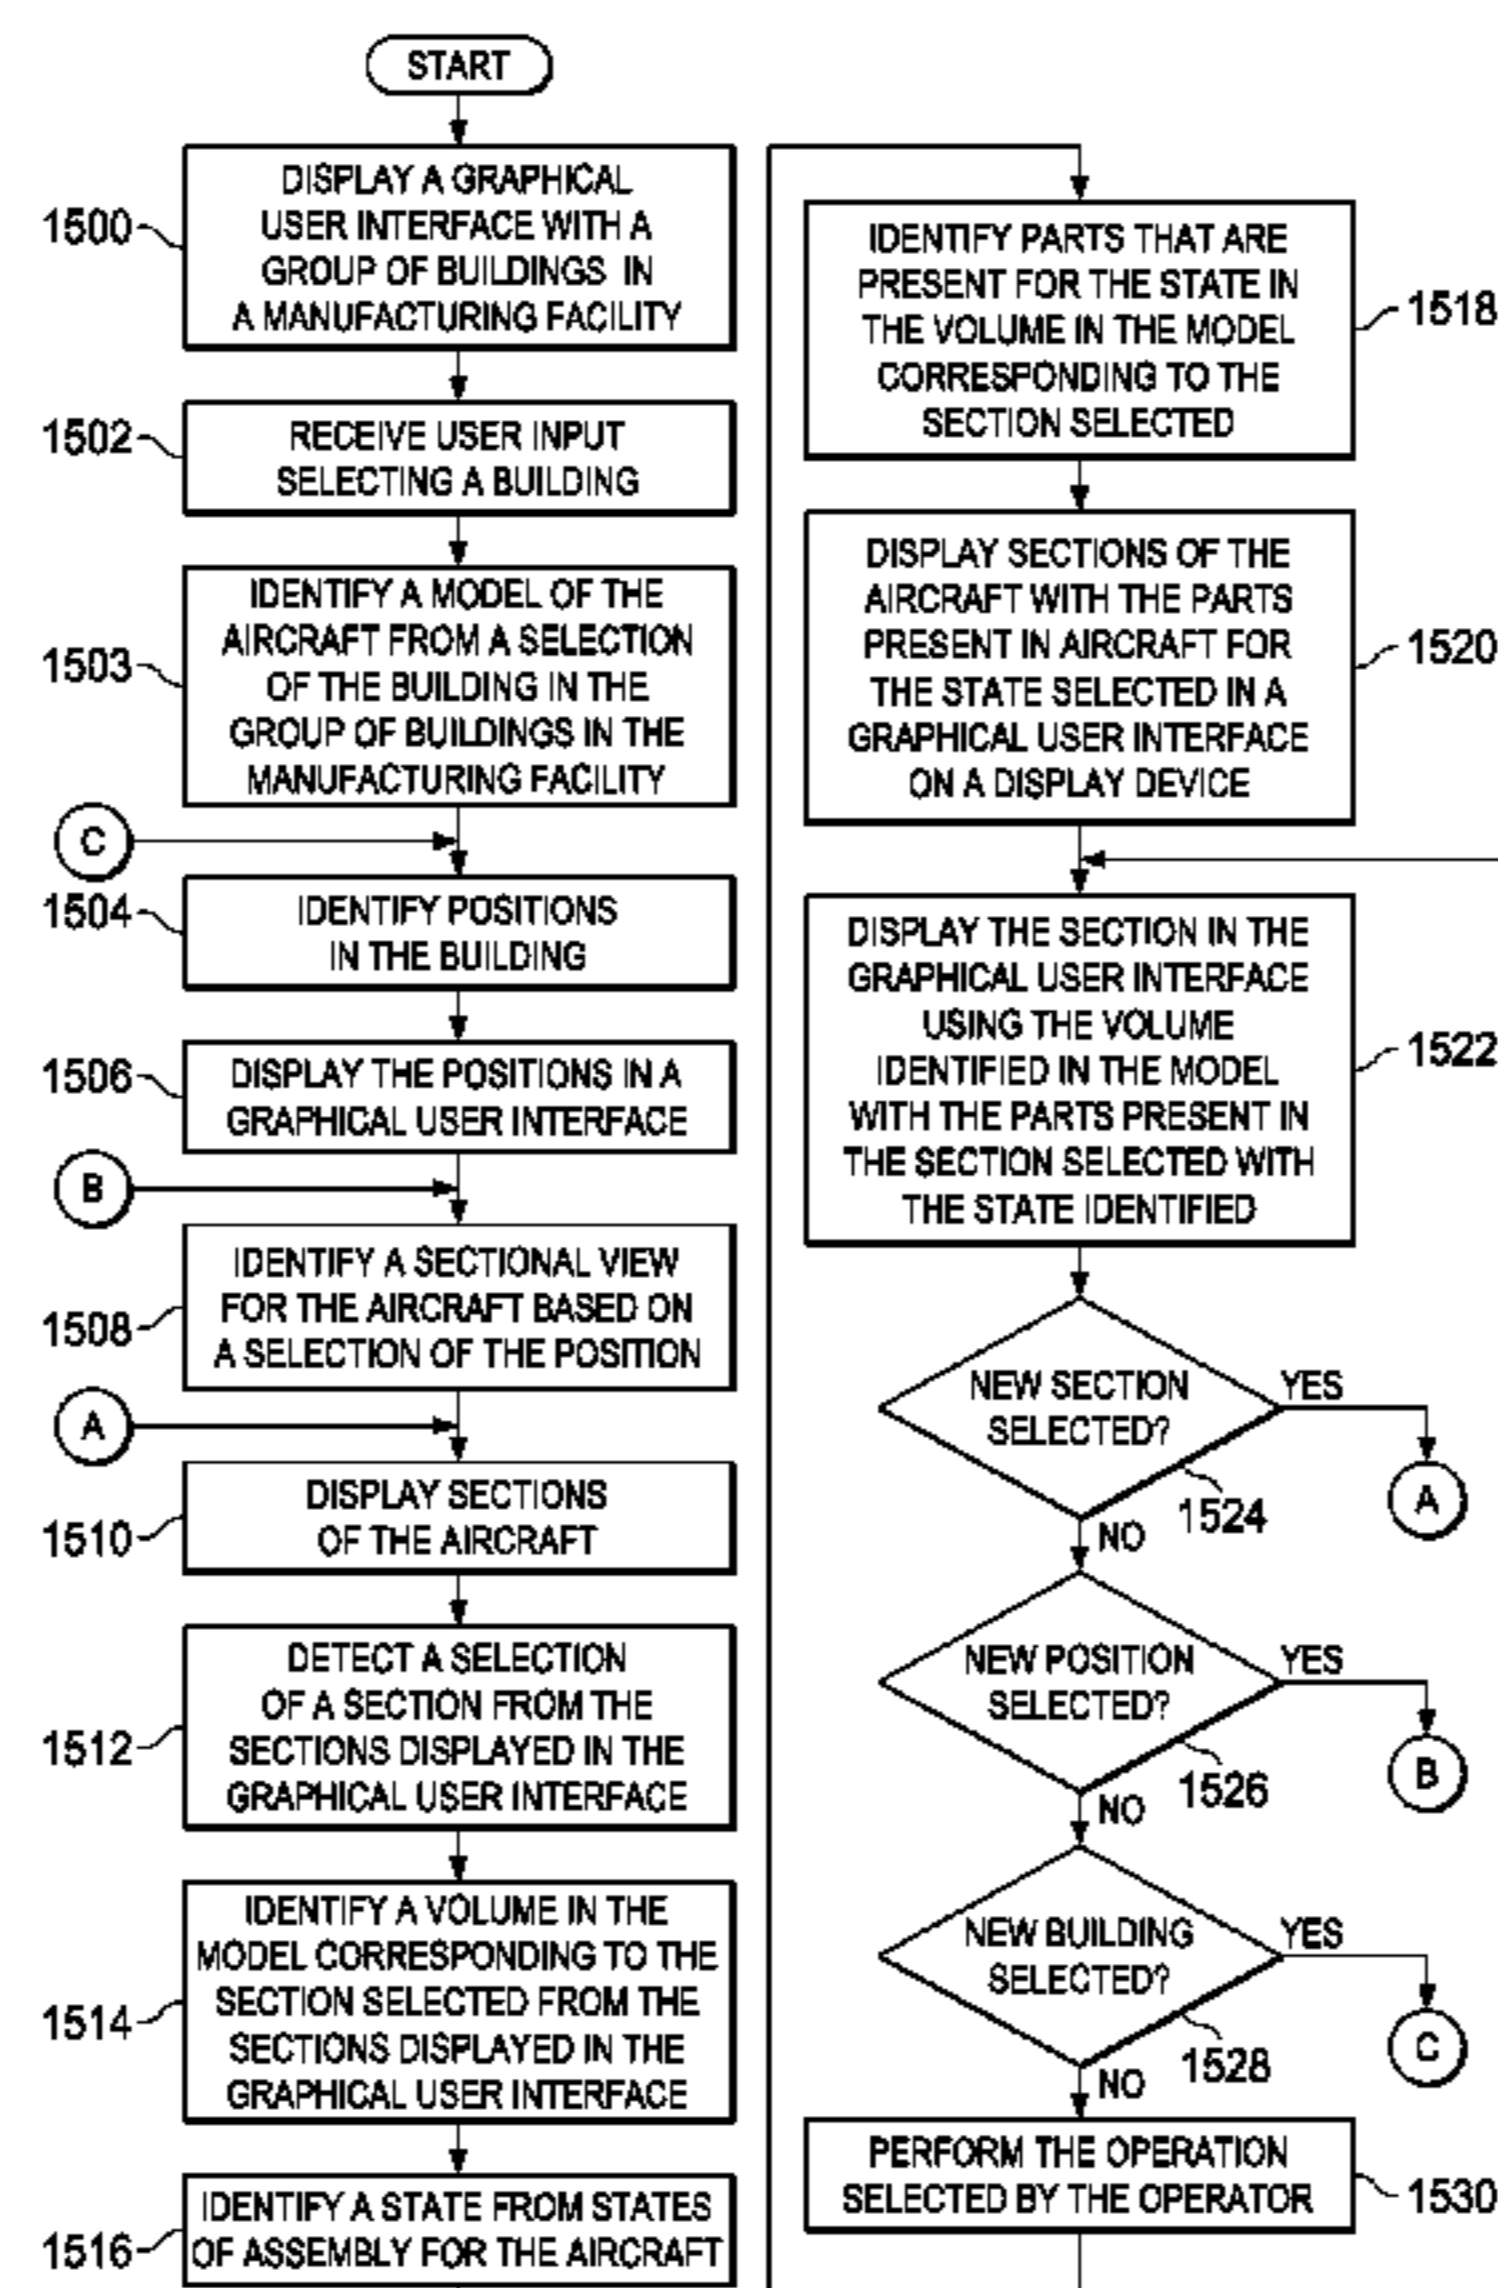 START
1500
DISPLAY A GRAPHICAL
USER INTERFACE WITH A
GROUP OF BUILDINGS IN
A MANUFACTURING FACILITY
1502
RECEIVE USER INPUT
SELECTING A BUILDING
1503
IDENTIFY A MODEL OF THE
AIRCRAFT FROM A SELECTION
OF THE BUILDING IN THE
GROUP OF BUILDINGS IN THE
MANUFACTURING FACILITY
C
1504
IDENTIFY POSITIONS
IN THE BUILDING
1506
DISPLAY THE POSITIONS IN A
GRAPHICAL USER INTERFACE
B
1508
IDENTIFY A SECTIONAL VIEW
FOR THE AIRCRAFT BASED ON
A SELECTION OF THE POSITION
A
1510
DISPLAY SECTIONS
OF THE AIRCRAFT
1512
DETECT A SELECTION
OF A SECTION FROM THE
SECTIONS DISPLAYED IN THE
GRAPHICAL USER INTERFACE
1514
IDENTIFY A VOLUME IN THE
MODEL CORRESPONDING TO THE
SECTION SELECTED FROM THE
SECTIONS DISPLAYED IN THE
GRAPHICAL USER INTERFACE
1516
IDENTIFY A STATE FROM STATES
OF ASSEMBLY FOR THE AIRCRAFT
IDENTIFY PARTS THAT ARE
PRESENT FOR THE STATE IN
THE VOLUME IN THE MODEL
CORRESPONDING TO THE
SECTION SELECTED
1518
DISPLAY SECTIONS OF THE
AIRCRAFT WITH THE PARTS
PRESENT IN AIRCRAFT FOR
THE STATE SELECTED IN A
GRAPHICAL USER INTERFACE
ON A DISPLAY DEVICE
1520
DISPLAY THE SECTION IN THE
GRAPHICAL USER INTERFACE
USING THE VOLUME
IDENTIFIED IN THE MODEL
WITH THE PARTS PRESENT IN
THE SECTION SELECTED WITH
THE STATE IDENTIFIED
1522
NEW SECTION
SELECTED?
YES
A
1524
NO
NEW POSITION
SELECTED?
YES
B
1526
NO
NEW BUILDING
SELECTED?
YES
C
1528
NO
PERFORM THE OPERATION
SELECTED BY THE OPERATOR
1530